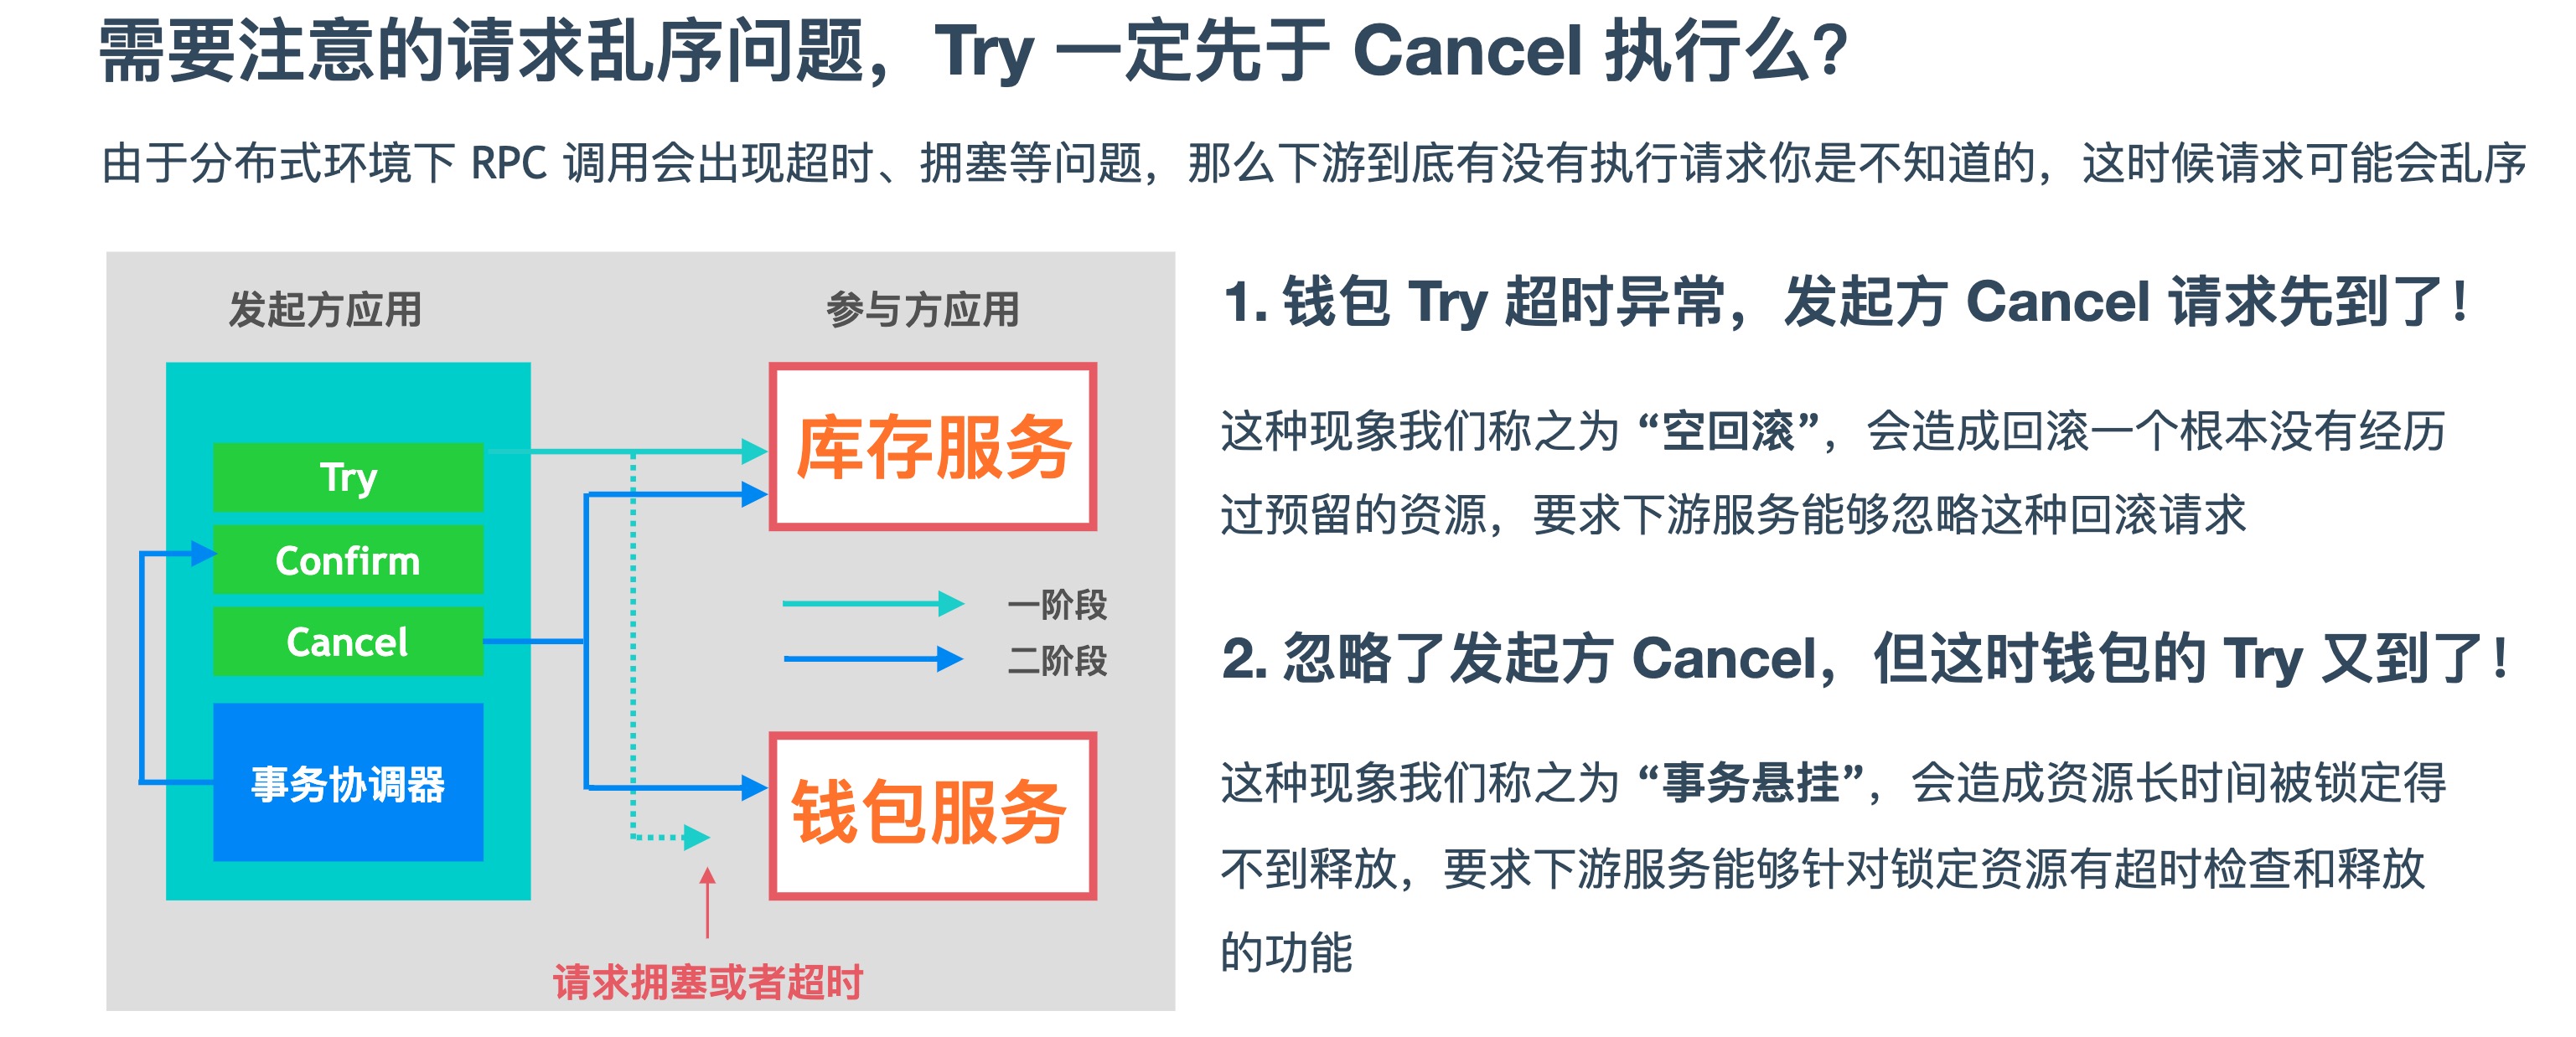 需要注意的请求乱序问题，Try 一定先于 Cancel 执行么？
由于分布式环境下 RPC 调用会出现超时、拥塞等问题，那么下游到底有没有执行请求你是不知道的，这时候请求可能会乱序
发起方应用
参与方应用
Try
Confirm
Cancel
事务协调器
库存服务
一阶段
二阶段
钱包服务
请求拥塞或者超时
1. 钱包 Try 超时异常，发起方 Cancel 请求先到了！
这种现象我们称之为 “空回滚”，会造成回滚一个根本没有经历
过预留的资源，要求下游服务能够忽略这种回滚请求
2. 忽略了发起方 Cancel，但这时钱包的 Try 又到了！
这种现象我们称之为 “事务悬挂”，会造成资源长时间被锁定得
不到释放，要求下游服务能够针对锁定资源有超时检查和释放
的功能